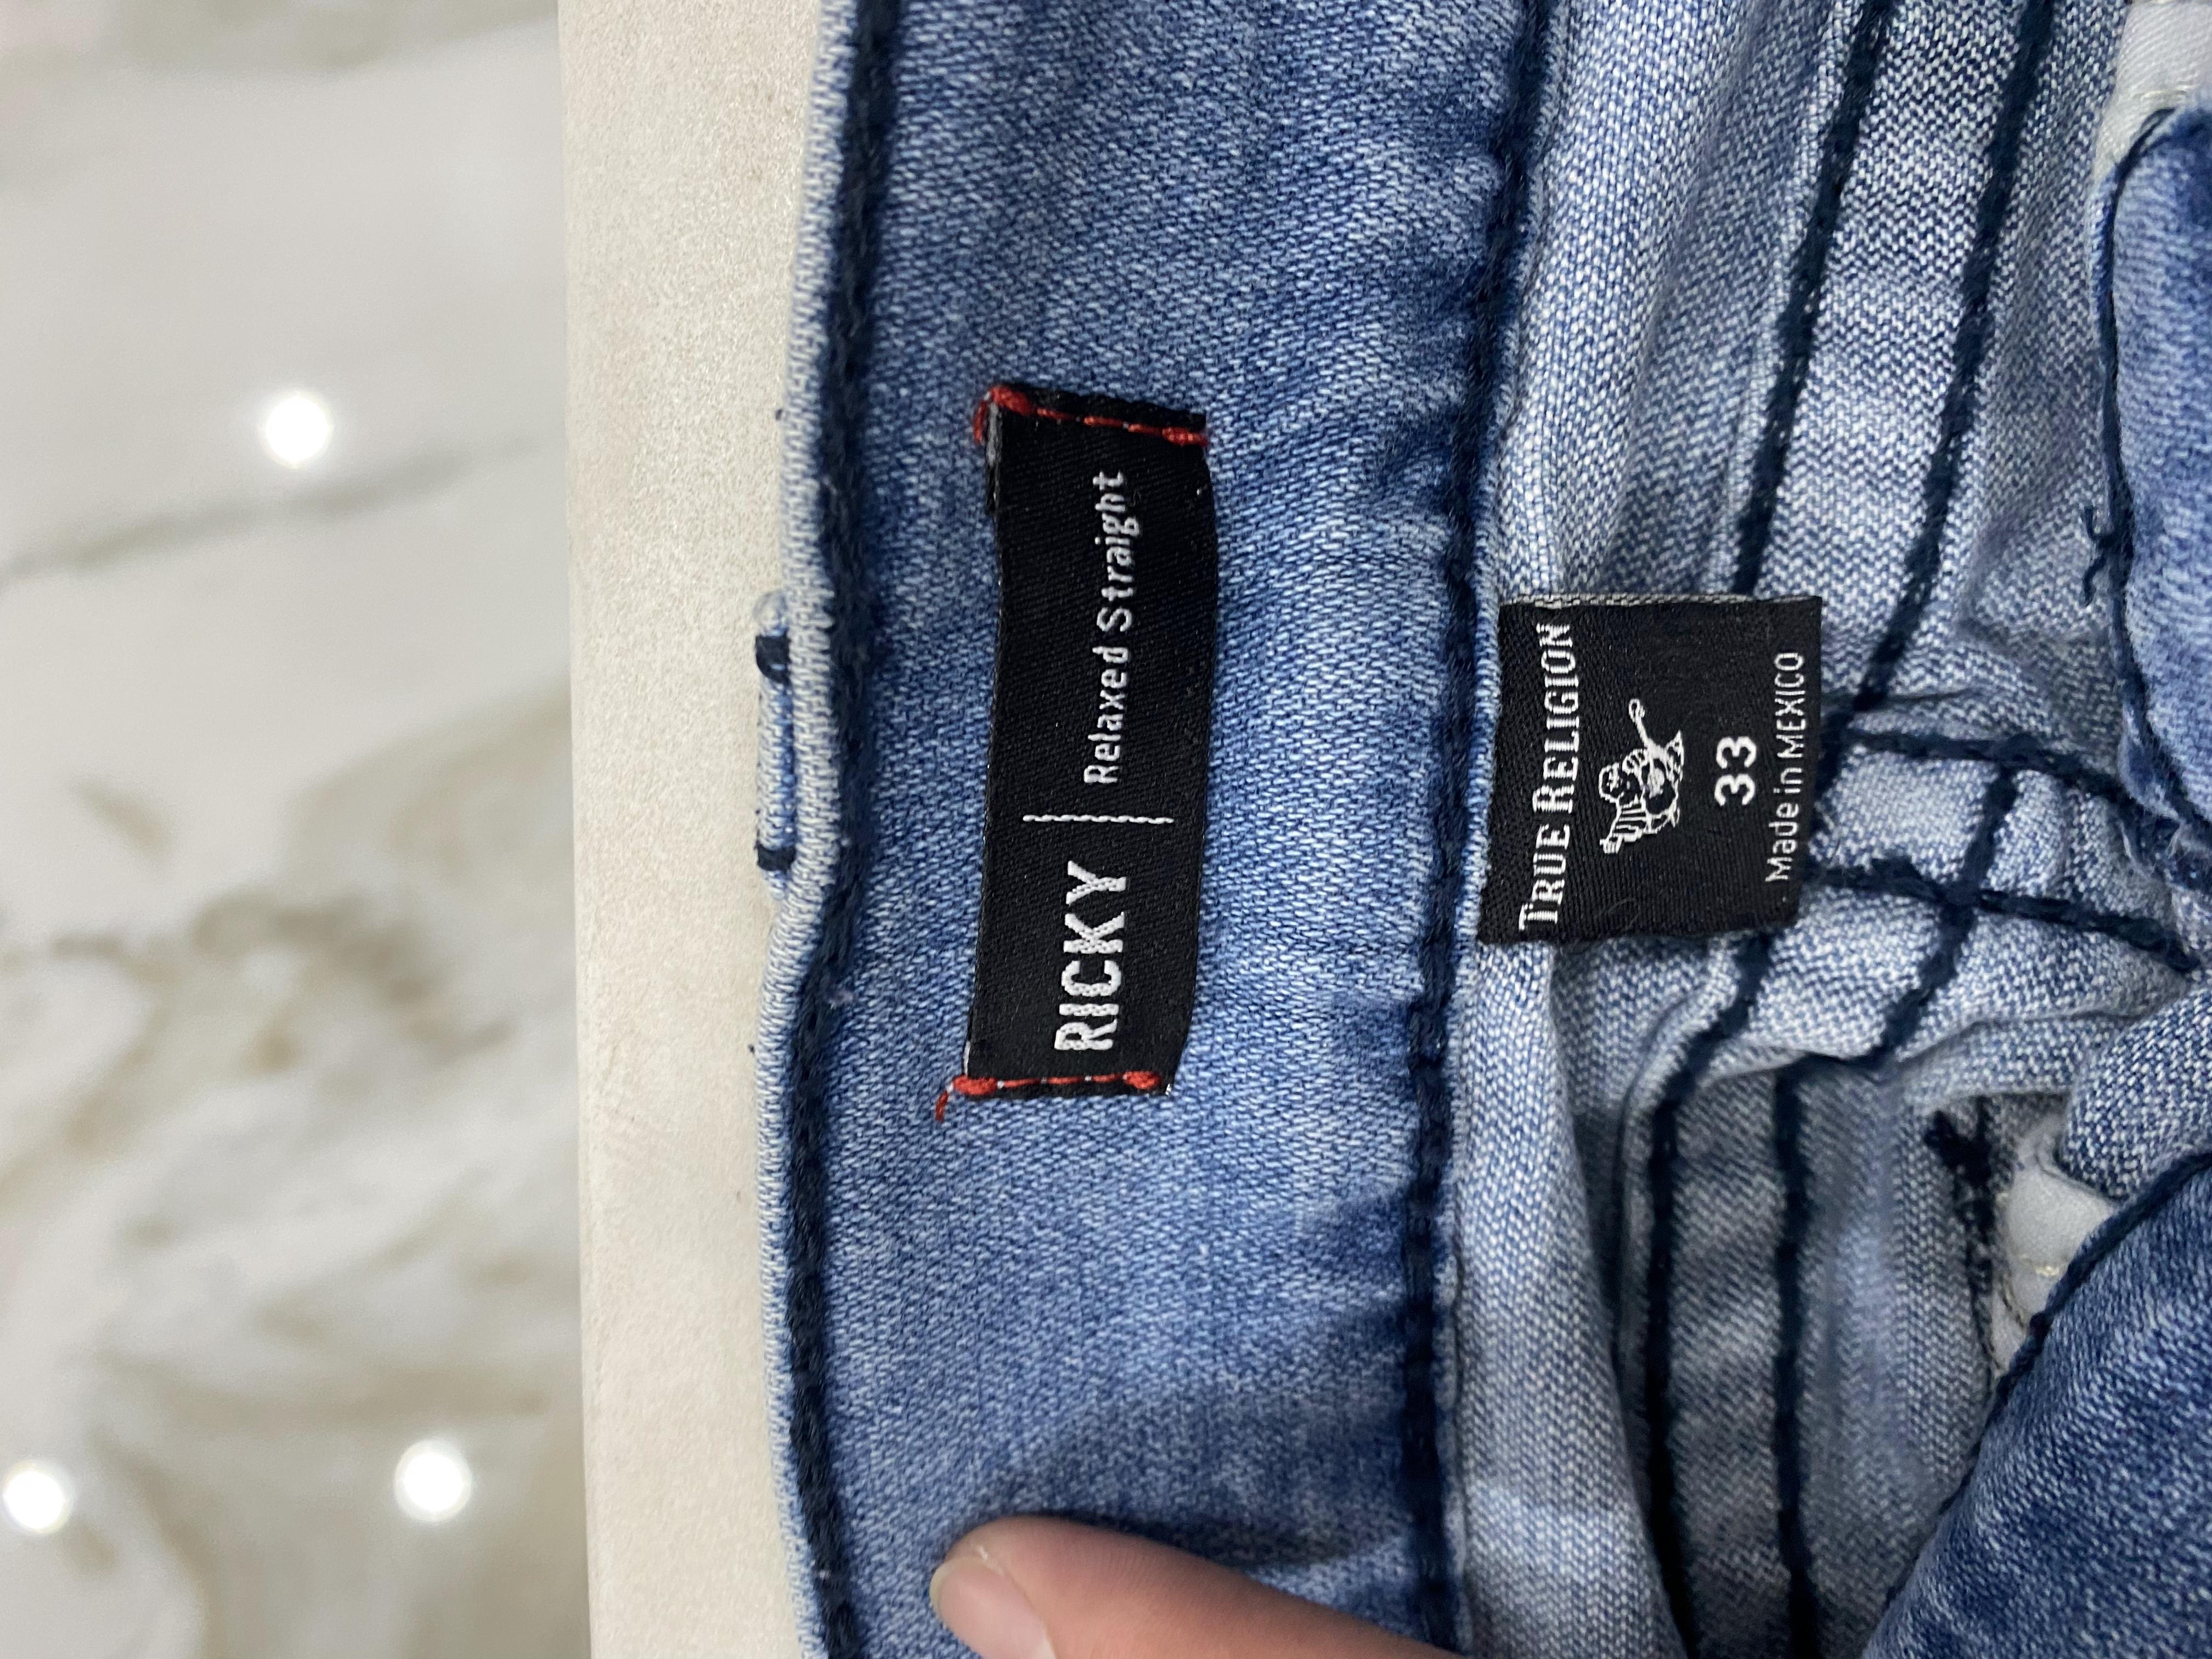 RICKY | Relaxed Straight
TRUE RELIGION
33
Made in MEXICO